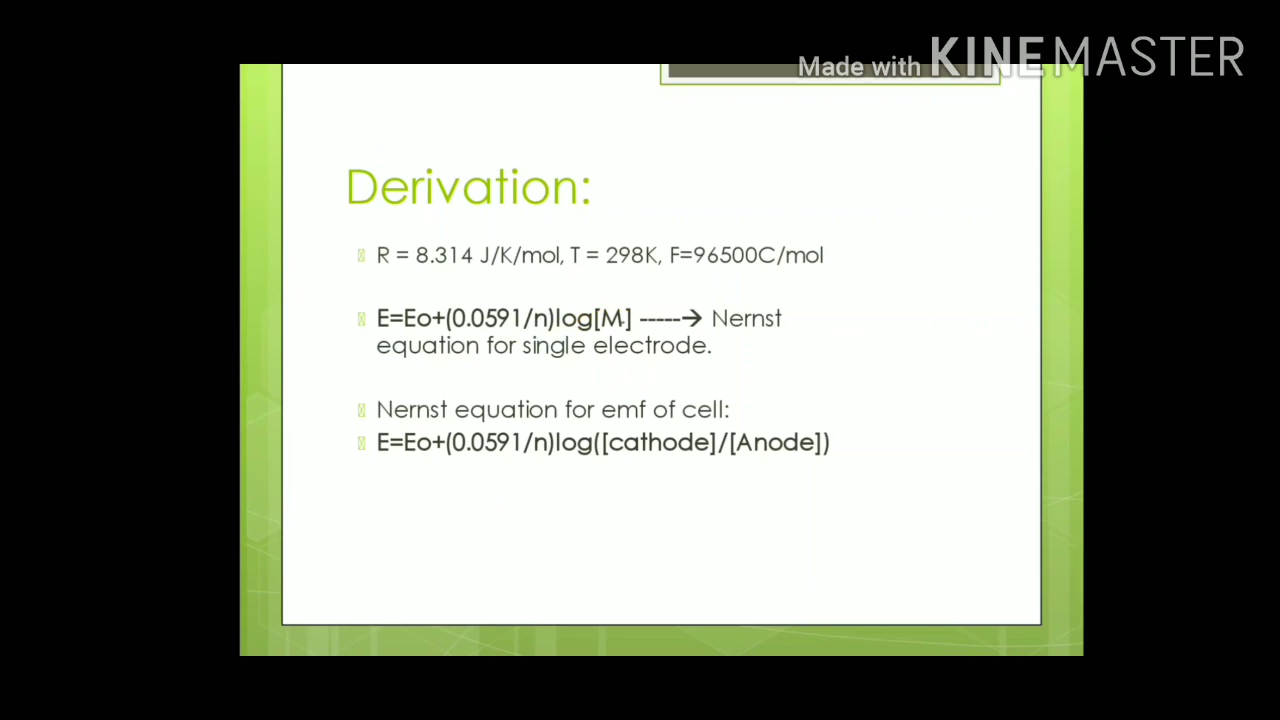 Made with KINEMASTER
Derivation:
R = 8.314 J/K/mol, T = 298K, F=96500C/mol
E=Eo+(0.0591/n)log[M.] -----→ Nernst
equation for single electrode.
Nernst equation for emf of cell:
E=Eo+(0.0591/n)log([cathode]/[Anode])